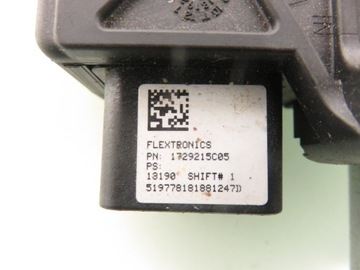 FLEXTRONICS
PN: 1729215C05
PS:
13190 SHIFT# 1
519778181881247D